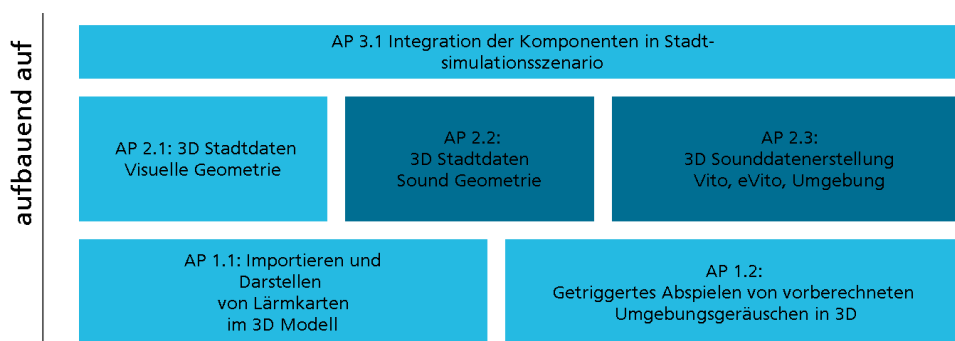 aufbauend auf
AP 3.1 Integration der Komponenten in Stadt-
simulationsszenario
AP 2.1: 3D Stadtdaten
Visuelle Geometrie
AP 2.2:
3D Stadtdaten
Sound Geometrie
AP 2.3:
3D Sounddatenerstellung
Vito, eVito, Umgebung
AP 1.1: Importieren und
Darstellen
von Lärmkarten
im 3D Modell
AP 1.2:
Getriggertes Abspielen von vorberechneten
Umgebungsgeräuschen in 3D